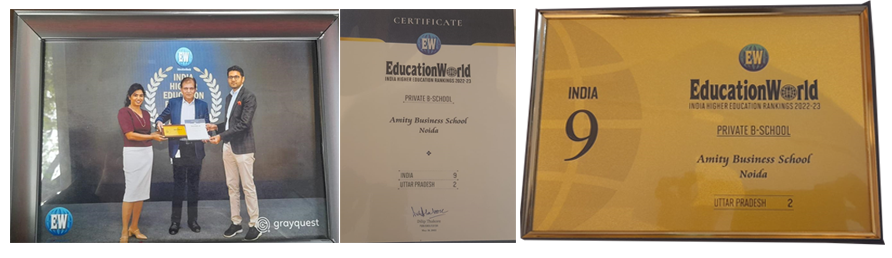 EW
INDIA
HIGHER
EDUCATION
EW
grayquest
CERTIFICATE
EW
EducationWorld
INDIA HIGHER EDUCATION RANKINGS 2022-23
PRIVATE B-SCHOOL
Amity Business School
Noida
INDIA 9
UTTAR PRADESH 2
EW
EducationWorld
INDIA HIGHER EDUCATION RANKINGS 2022-23
INDIA
9
PRIVATE B-SCHOOL
Amity Business School
Noida
UTTAR PRADESH 2